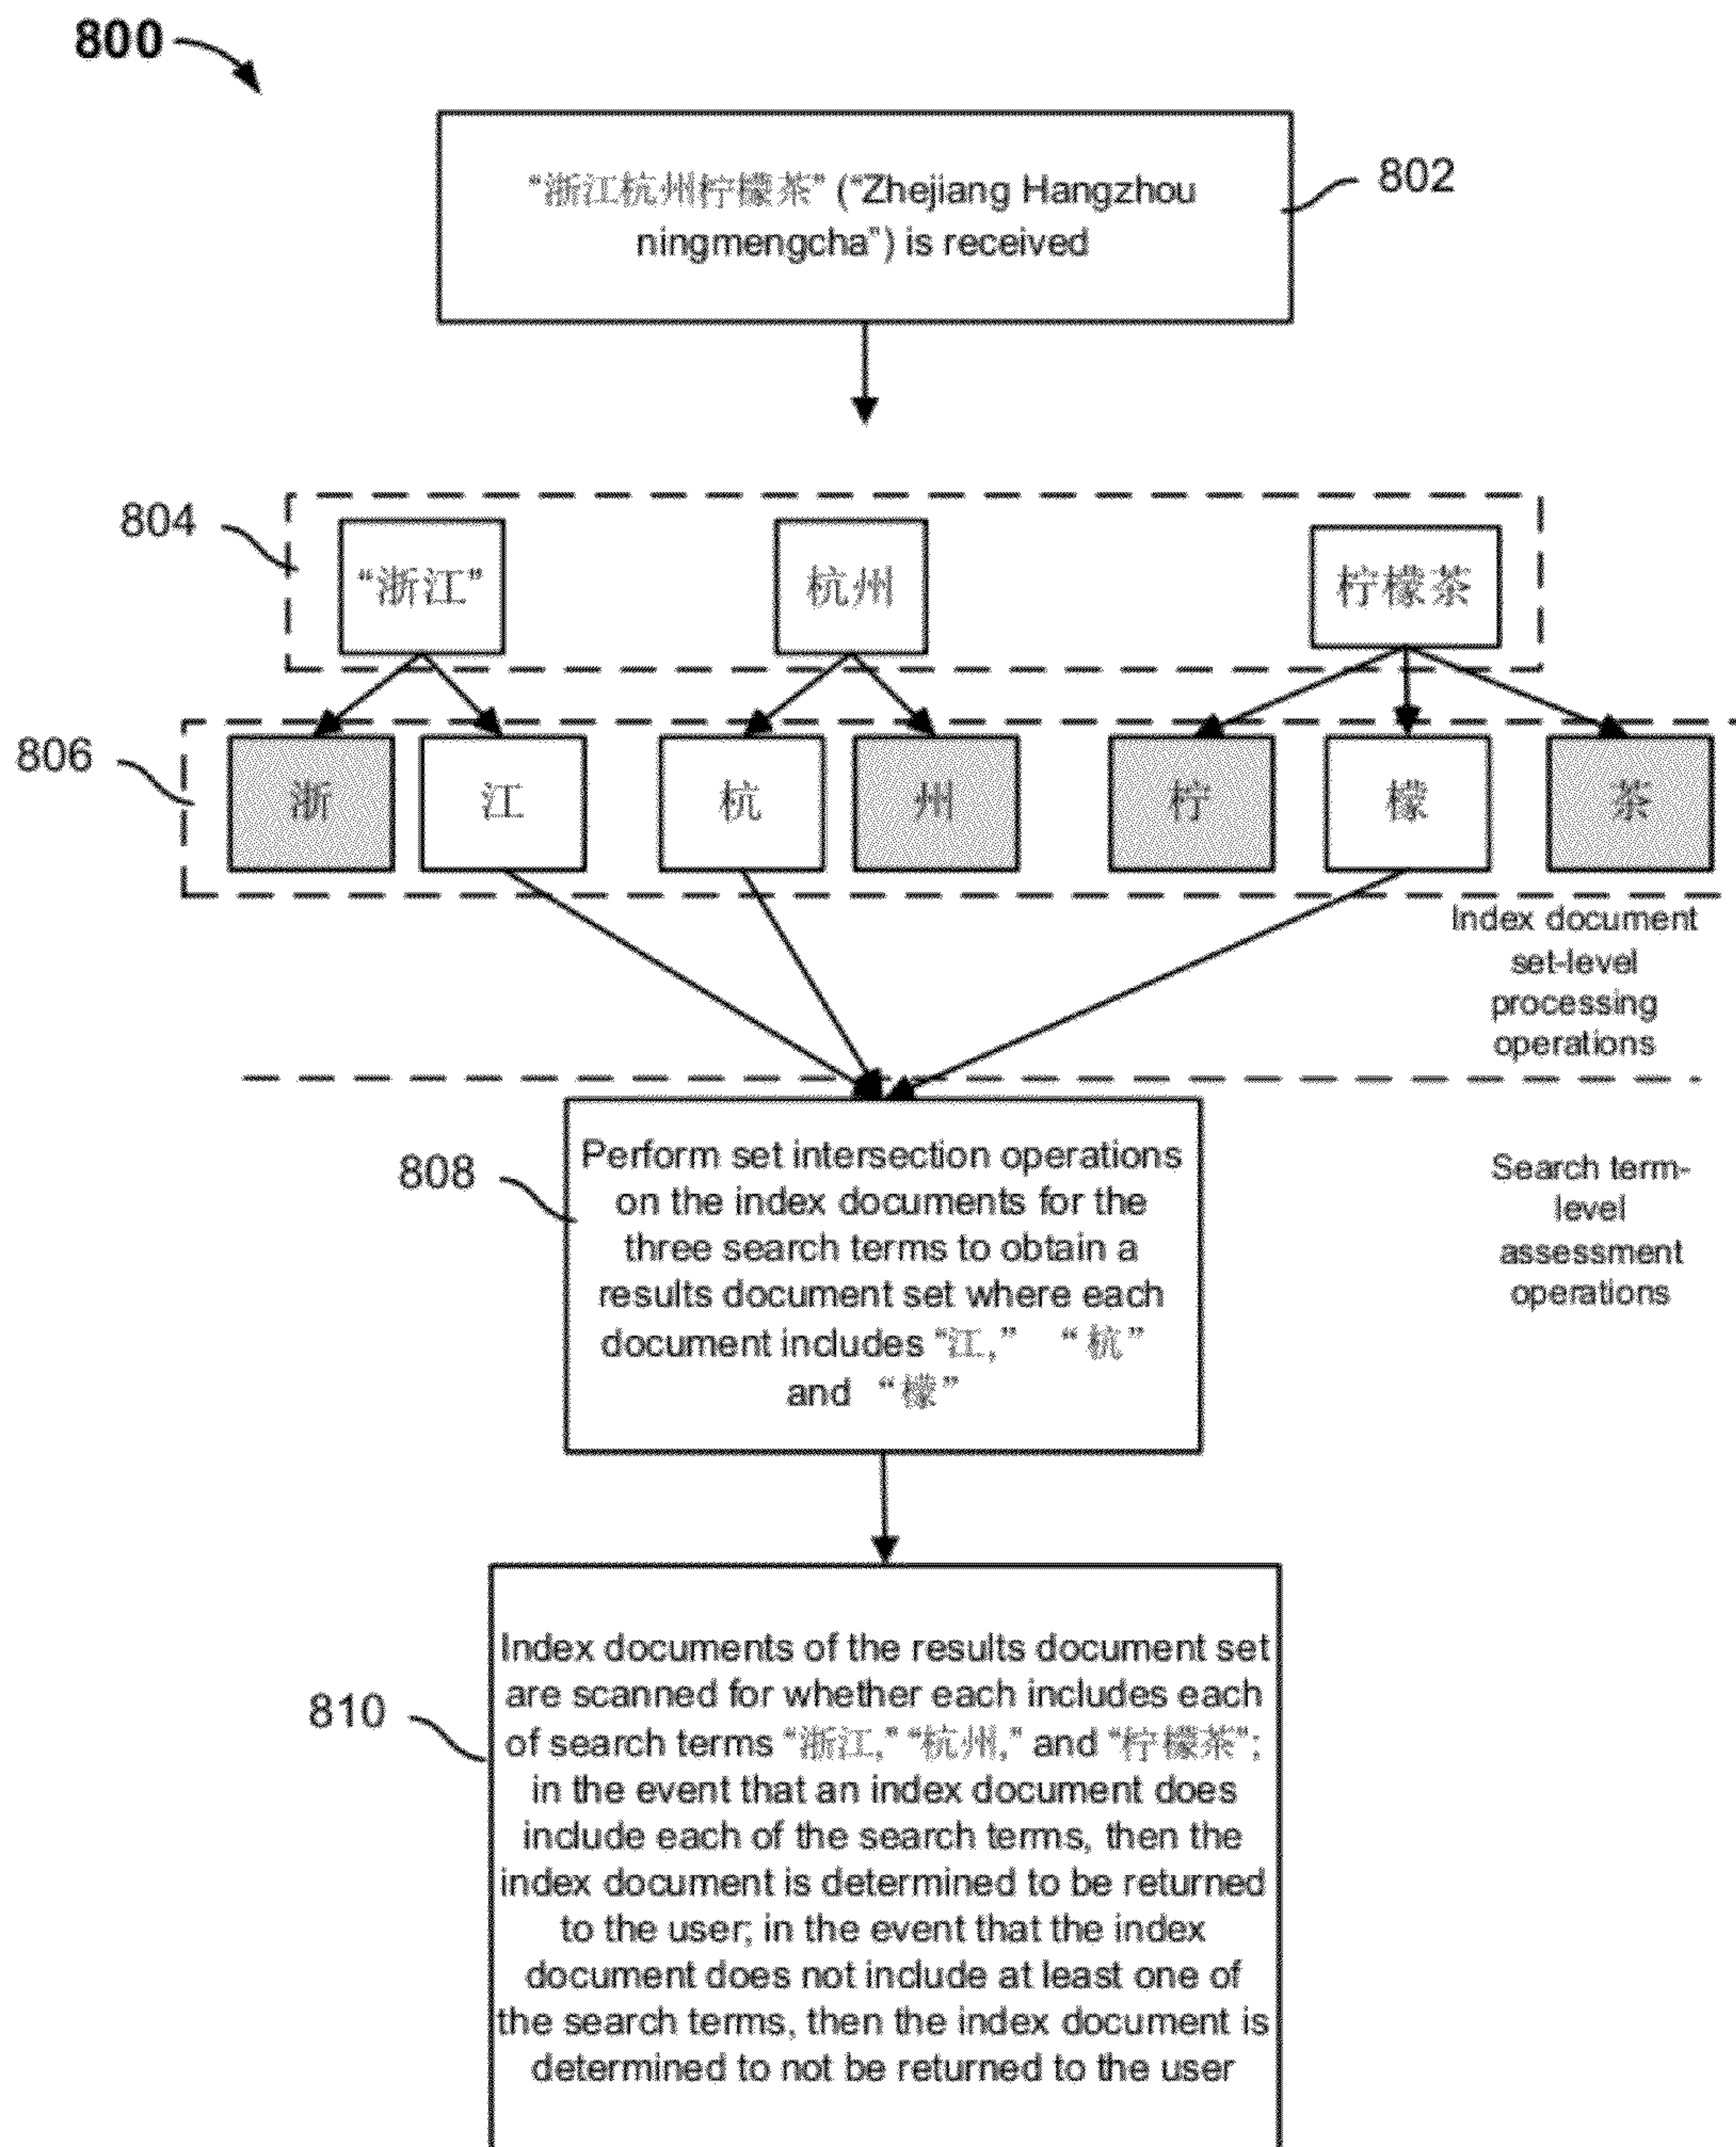 800
“浙江杭州柠檬茶” (“Zhejiang Hangzhou
ningmengcha”) is received
802
804
“浙江”
杭州
柠檬茶
806
浙
江
杭
州
柠
檬
茶
Index document
set-level
processing
operations
808
Perform set intersection operations
on the index documents for the
three search terms to obtain a
results document set where each
document includes “江,” “杭”
and “檬”
Search term-
level
assessment
operations
810
Index documents of the results document set
are scanned for whether each includes each
of search terms “浙江,” “杭州,” and “柠檬茶”;
in the event that an index document does
include each of the search terms, then the
index document is determined to be returned
to the user; in the event that the index
document does not include at least one of
the search terms, then the index document is
determined to not be returned to the user